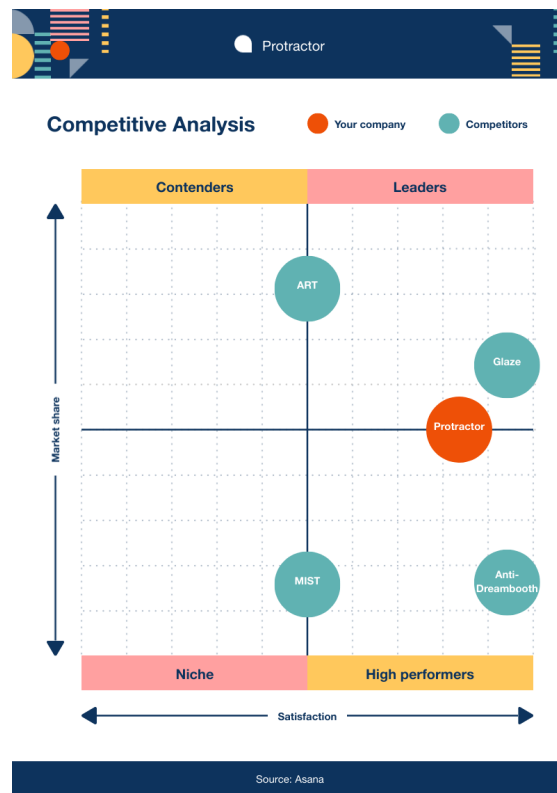 Protractor
Competitive Analysis
Your company
Competitors
Contenders
Leaders
ART
Glaze
Protractor
Market share
MIST
Anti-
Dreambooth
Niche
High performers
Satisfaction
Source: Asana